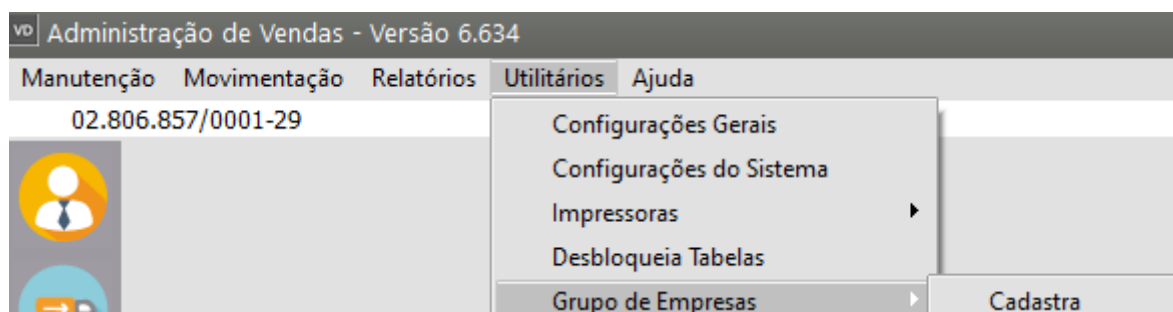 VD Administração de Vendas - Versão 6.634
Manutenção Movimentação Relatórios Utilitários Ajuda
02.806.857/0001-29
Configurações Gerais
Configurações do Sistema
Impressoras
Desbloqueia Tabelas
Grupo de Empresas
Cadastra